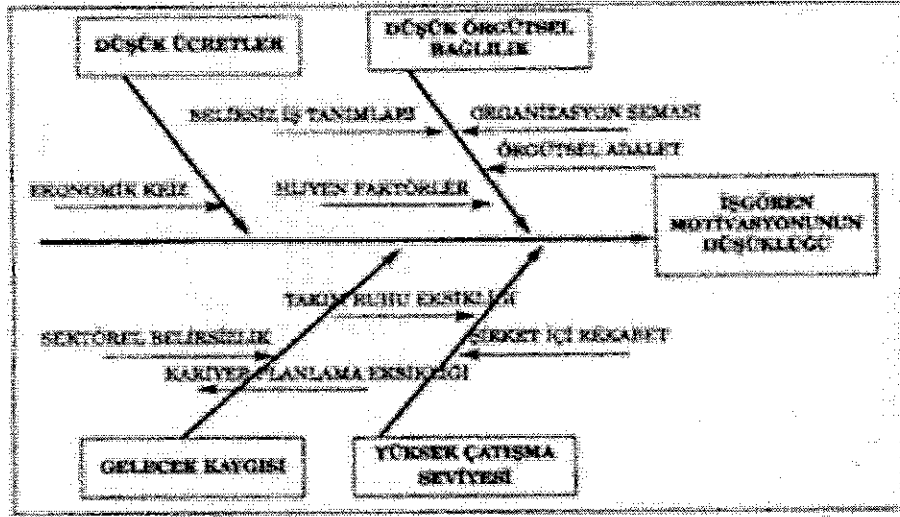 DÜŞÜK ÜCRETLER
DÜŞÜK ÖRGÜTSEL
BAĞLILIK
BELİRSİZ İŞ TANIMLARI
ORGANİZASYON ŞEMASI
ÖRGÜTSEL ADALET
EKONOMİK KRİZ
HİJYEN FAKTÖRLER
İŞGÖREN
MOTİVASYONUNUN
DÜŞÜKLÜĞÜ
TAKIM RUHU EKSİKLİĞİ
SEKTÖREL BELİRSİZLİK
ŞİRKET İÇİ REKABET
KARİYER PLANLAMA EKSİKLİĞİ
GELECEK KAYGISI
YÜKSEK ÇATIŞMA
SEVİYESİ